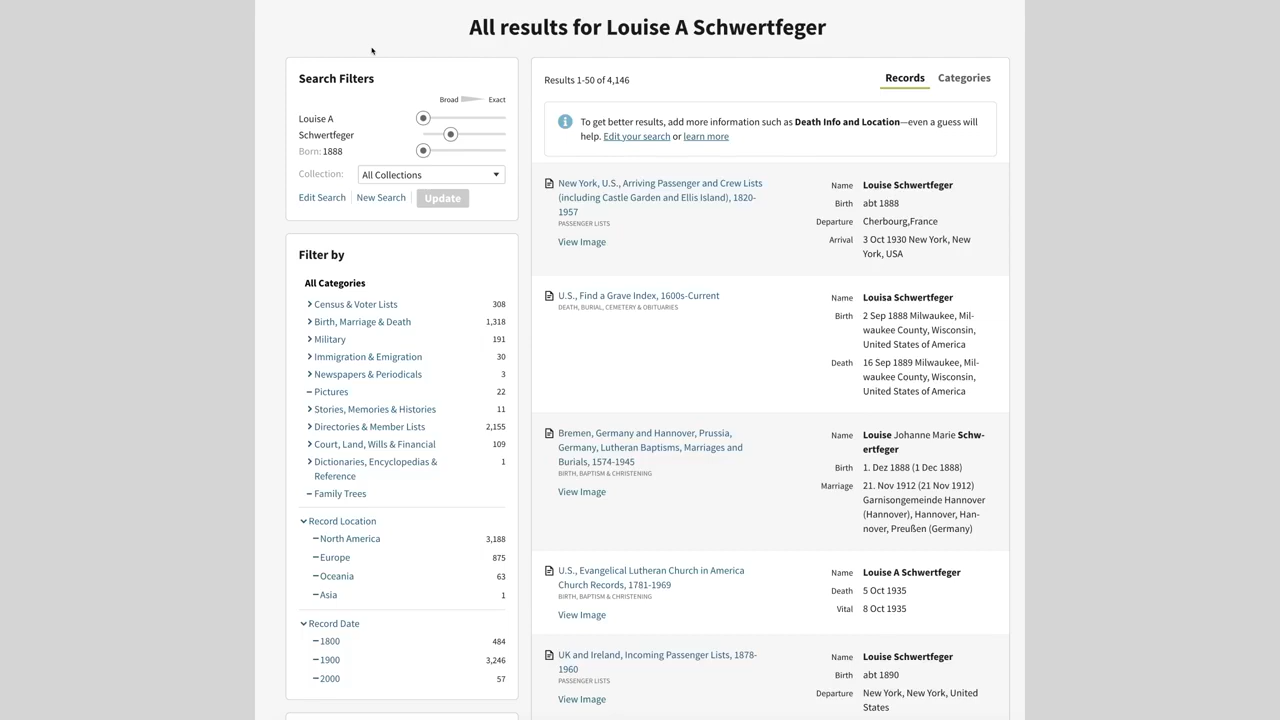 All results for Louise A Schwertfeger
Search Filters
Broad Exact
Louise A
Schwertfeger
Born: 1888
Collection: All Collections
Edit Search New Search Update
Filter by
All Categories
Census & Voter Lists 308
Birth, Marriage & Death 1,318
Military 191
Immigration & Emigration 30
Newspapers & Periodicals 3
Pictures 22
Stories, Memories & Histories 11
Directories & Member Lists 2,155
Court, Land, Wills & Financial 109
Dictionaries, Encyclopedias & 1
Reference
Family Trees
Record Location
North America 3,188
Europe 875
Oceania 63
Asia 1
Record Date
1800 484
1900 3,246
2000 57
Results 1-50 of 4,146
Records Categories
To get better results, add more information such as Death Info and Location—even a guess will
help. Edit your search or learn more
New York, U.S., Arriving Passenger and Crew Lists
(including Castle Garden and Ellis Island), 1820-
1957
PASSENGER LISTS
View Image
Name Louise Schwertfeger
Birth abt 1888
Departure Cherbourg,France
Arrival 3 Oct 1930 New York, New
York, USA
U.S., Find a Grave Index, 1600s-Current
DEATH, BURIAL, CEMETERY & OBITUARIES
Name Louisa Schwertfeger
Birth 2 Sep 1888 Milwaukee, Mil-
waukee County, Wisconsin,
United States of America
Death 16 Sep 1889 Milwaukee, Mil-
waukee County, Wisconsin,
United States of America
Bremen, Germany and Hannover, Prussia,
Germany, Lutheran Baptisms, Marriages and
Burials, 1574-1945
BIRTH, BAPTISM & CHRISTENING
View Image
Name Louise Johanne Marie Schw-
ertfeger
Birth 1. Dez 1888 (1 Dec 1888)
Marriage 21. Nov 1912 (21 Nov 1912)
Garnisongemeinde Hannover
(Hannover), Hannover, Han-
nover, Preußen (Germany)
U.S., Evangelical Lutheran Church in America
Church Records, 1781-1969
BIRTH, BAPTISM & CHRISTENING
View Image
Name Louise A Schwertfeger
Death 5 Oct 1935
Vital 8 Oct 1935
UK and Ireland, Incoming Passenger Lists, 1878-
1960
PASSENGER LISTS
View Image
Name Louise Schwertfeger
Birth abt 1890
Departure New York, New York, United
States